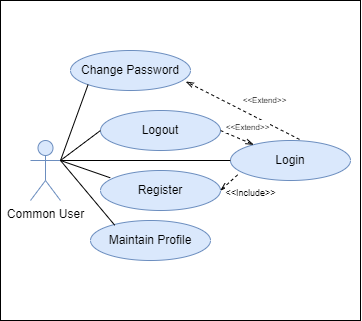 Change Password
<<Extend>>
Logout
<<Extend>>
Login
Register
<<Include>>
Common User
Maintain Profile